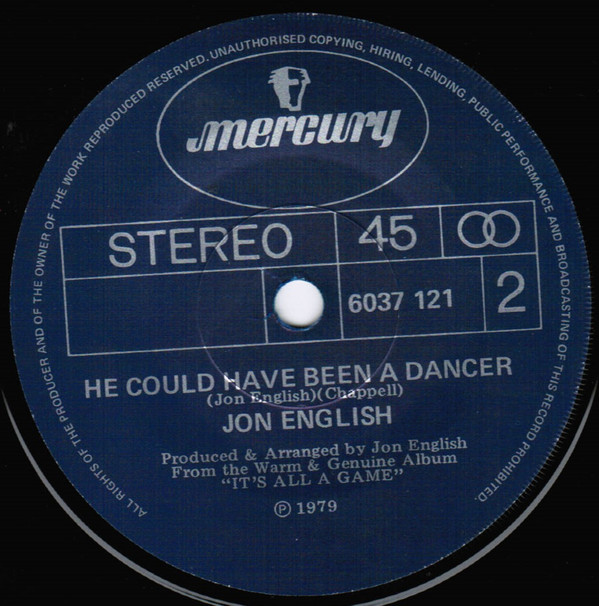 ALL RIGHTS OF THE PRODUCER AND OF THE OWNER OF THE WORK REPRODUCED RESERVED. UNAUTHORISED COPYING, HIRING, LENDING, PUBLIC PERFORMANCE AND BROADCASTING OF THIS RECORD PROHIBITED.
mercury
STEREO 45
6037 121 2
HE COULD HAVE BEEN A DANCER
(Jon English)(Chappell)
JON ENGLISH
Produced & Arranged by Jon English
From the Warm & Genuine Album
"IT'S ALL A GAME"
℗ 1979